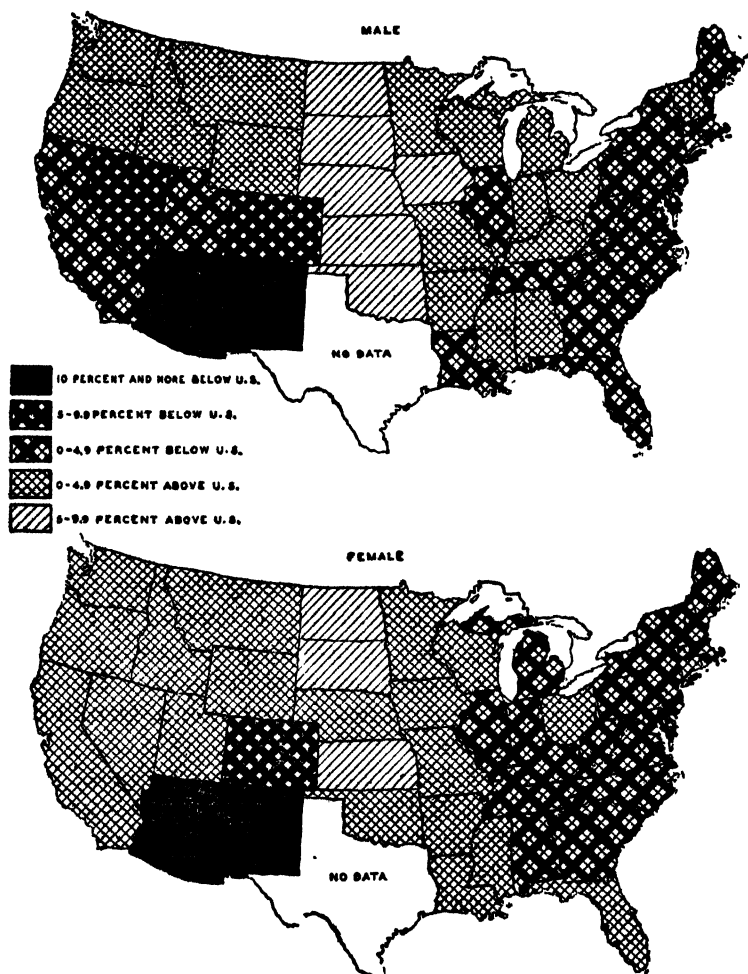 MALE
NO DATA
10 PERCENT AND MORE BELOW U.S.
5-9.9 PERCENT BELOW U.S.
0-4.9 PERCENT BELOW U.S.
0-4.9 PERCENT ABOVE U.S.
5-9.9 PERCENT ABOVE U.S.
FEMALE
NO DATA